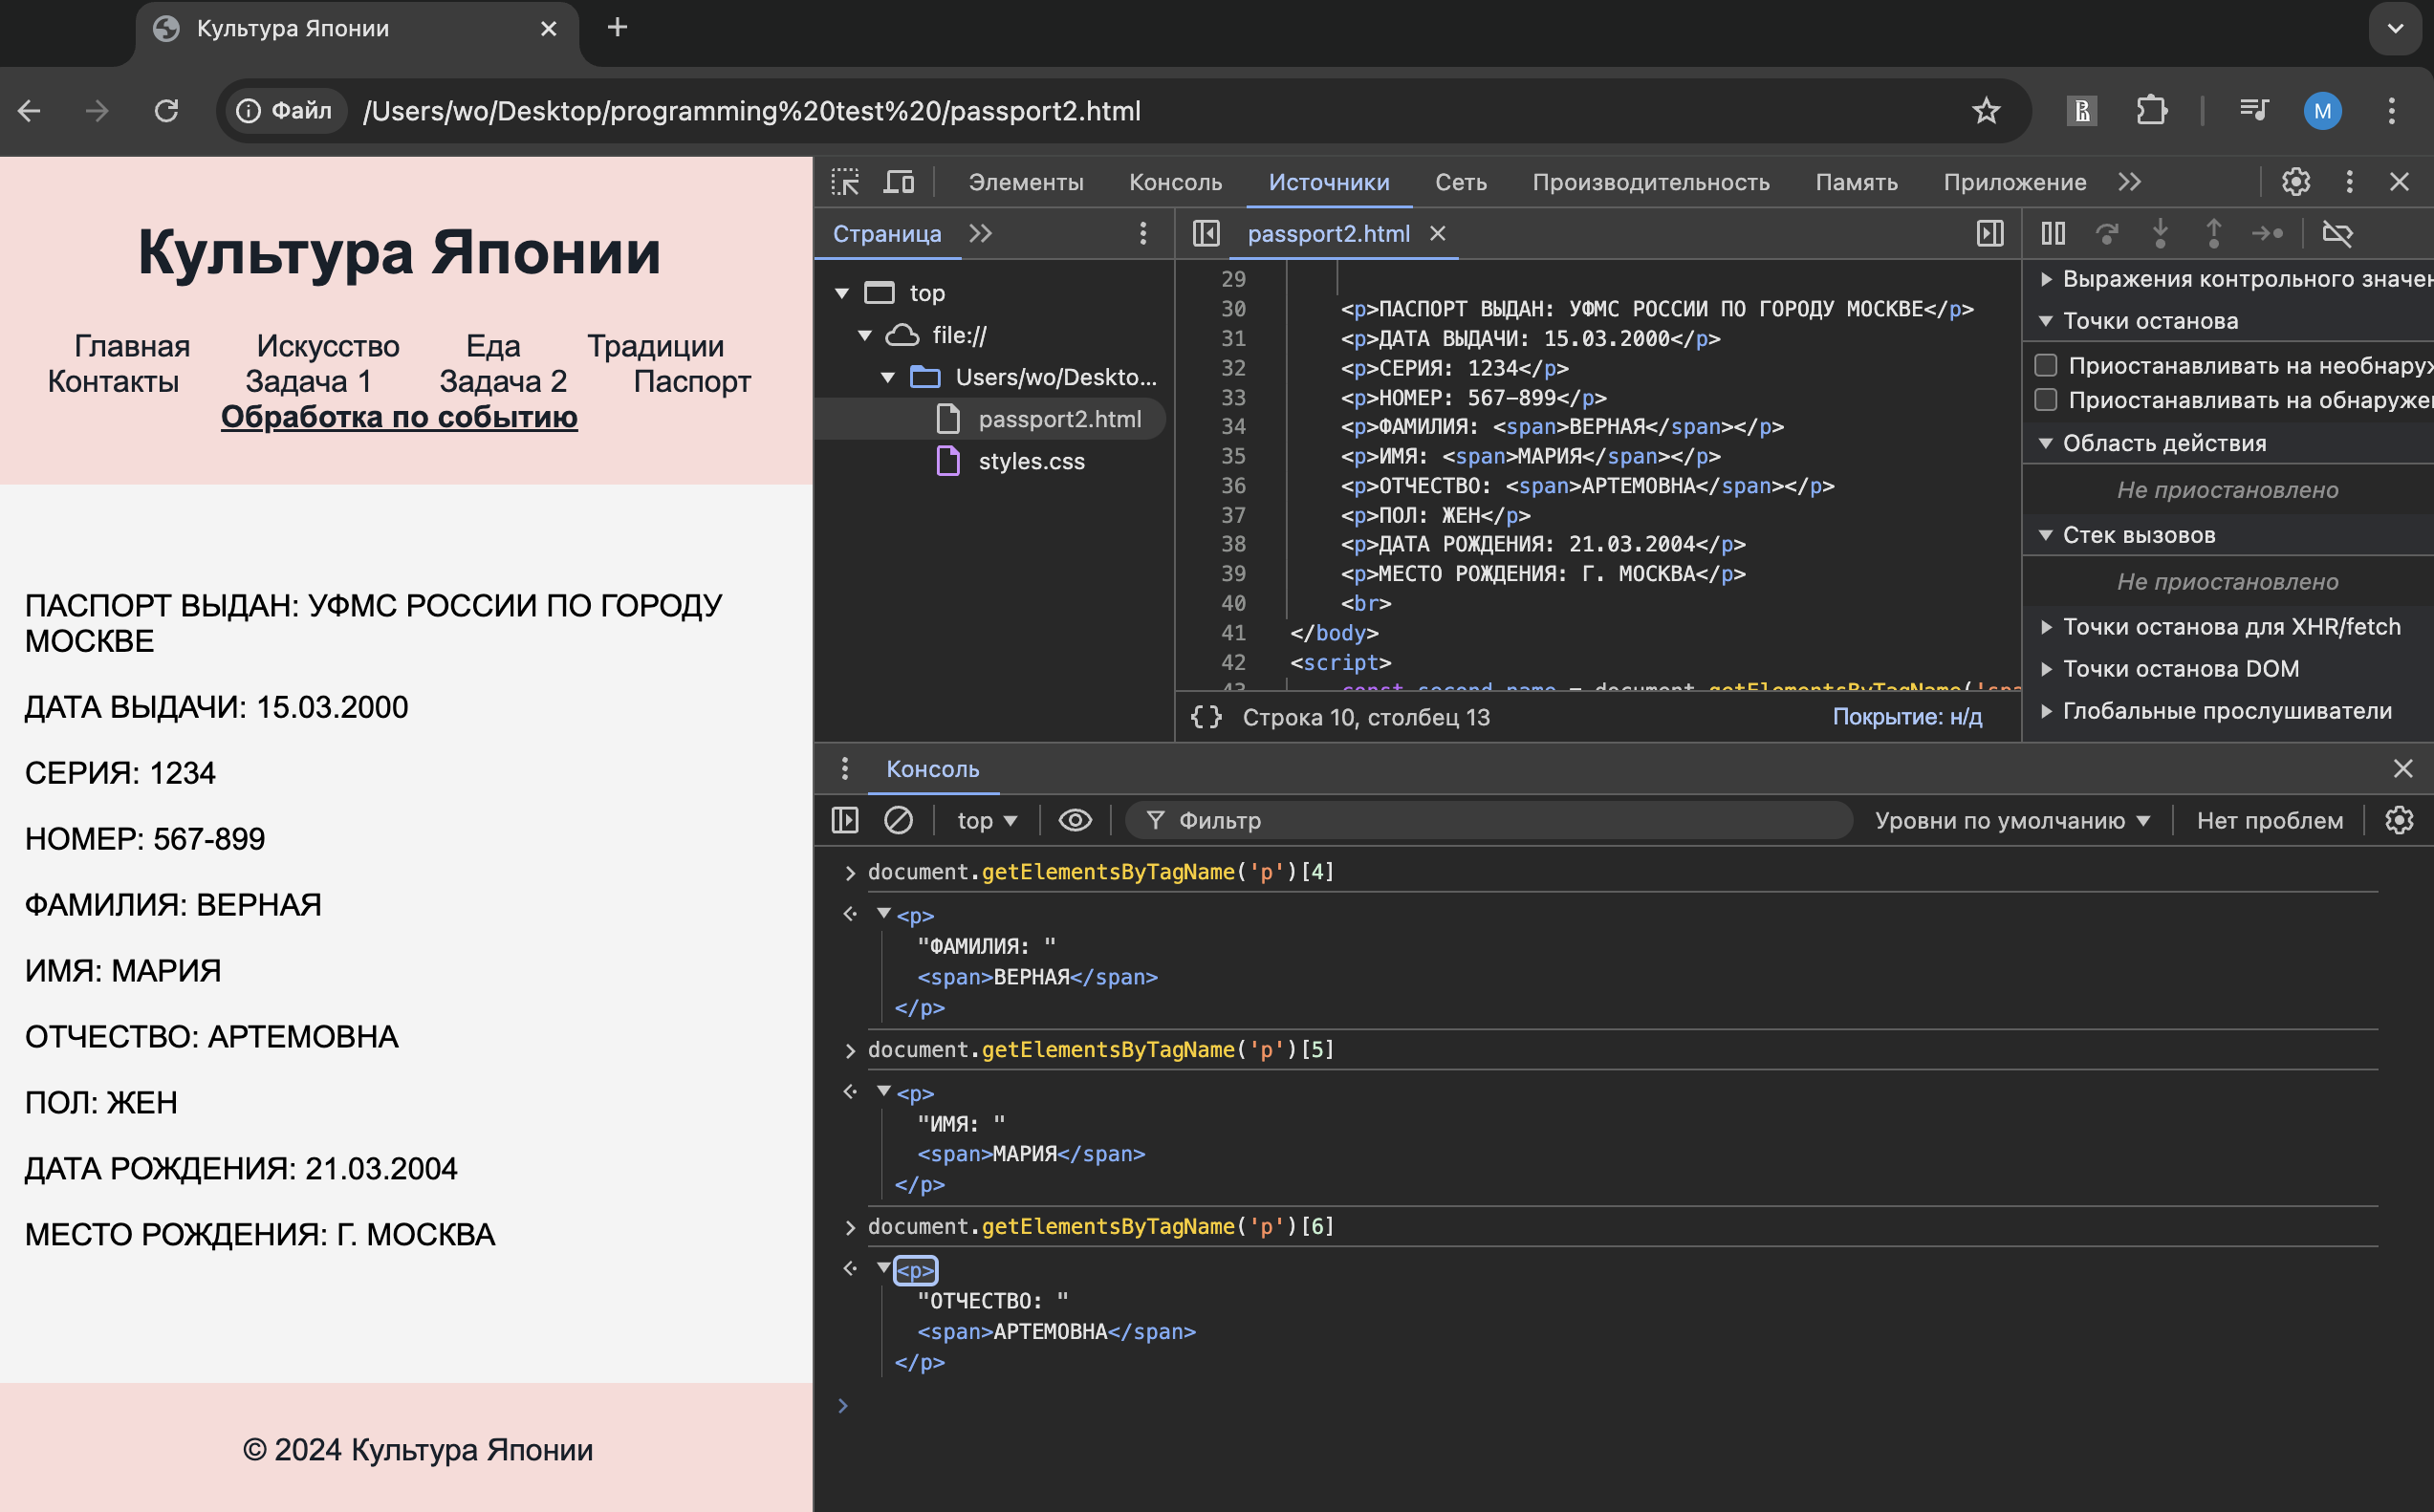 Культура Японии
Файл
/Users/wo/Desktop/programming%20test%20/passport2.html
M
Культура Японии
Главная Искусство Еда Традиции
Контакты Задача 1 Задача 2 Паспорт
Обработка по событию
ПАСПОРТ ВЫДАН: УФМС РОССИИ ПО ГОРОДУ
МОСКВЕ
ДАТА ВЫДАЧИ: 15.03.2000
СЕРИЯ: 1234
НОМЕР: 567-899
ФАМИЛИЯ: ВЕРНАЯ
ИМЯ: МАРИЯ
ОТЧЕСТВО: АРТЕМОВНА
ПОЛ: ЖЕН
ДАТА РОЖДЕНИЯ: 21.03.2004
МЕСТО РОЖДЕНИЯ: Г. МОСКВА
© 2024 Культура Японии
Элементы Консоль Источники Сеть Производительность Память Приложение
Страница
top
file://
Users/wo/Deskto...
passport2.html
styles.css
passport2.html
29
30 <p>ПАСПОРТ ВЫДАН: УФМС РОССИИ ПО ГОРОДУ МОСКВЕ</p>
31 <p>ДАТА ВЫДАЧИ: 15.03.2000</p>
32 <p>СЕРИЯ: 1234</p>
33 <p>НОМЕР: 567-899</p>
34 <p>ФАМИЛИЯ: <span>ВЕРНАЯ</span></p>
35 <p>ИМЯ: <span>МАРИЯ</span></p>
36 <p>ОТЧЕСТВО: <span>АРТЕМОВНА</span></p>
37 <p>ПОЛ: ЖЕН</p>
38 <p>ДАТА РОЖДЕНИЯ: 21.03.2004</p>
39 <p>МЕСТО РОЖДЕНИЯ: Г. МОСКВА</p>
40 <br>
41 </body>
42 <script>
43 const second_name = document.getElementsByTagName('spa
{} Строка 10, столбец 13 Покрытие: н/д
Выражения контрольного значен
Точки останова
Приостанавливать на необнаруж
Приостанавливать на обнаруже
Область действия
Не приостановлено
Стек вызовов
Не приостановлено
Точки останова для XHR/fetch
Точки останова DOM
Глобальные прослушиватели
Консоль
top Фильтр Уровни по умолчанию Нет проблем
document.getElementsByTagName('p')[4]
<p>
"ФАМИЛИЯ: "
<span>ВЕРНАЯ</span>
</p>
document.getElementsByTagName('p')[5]
<p>
"ИМЯ: "
<span>МАРИЯ</span>
</p>
document.getElementsByTagName('p')[6]
<p>
"ОТЧЕСТВО: "
<span>АРТЕМОВНА</span>
</p>